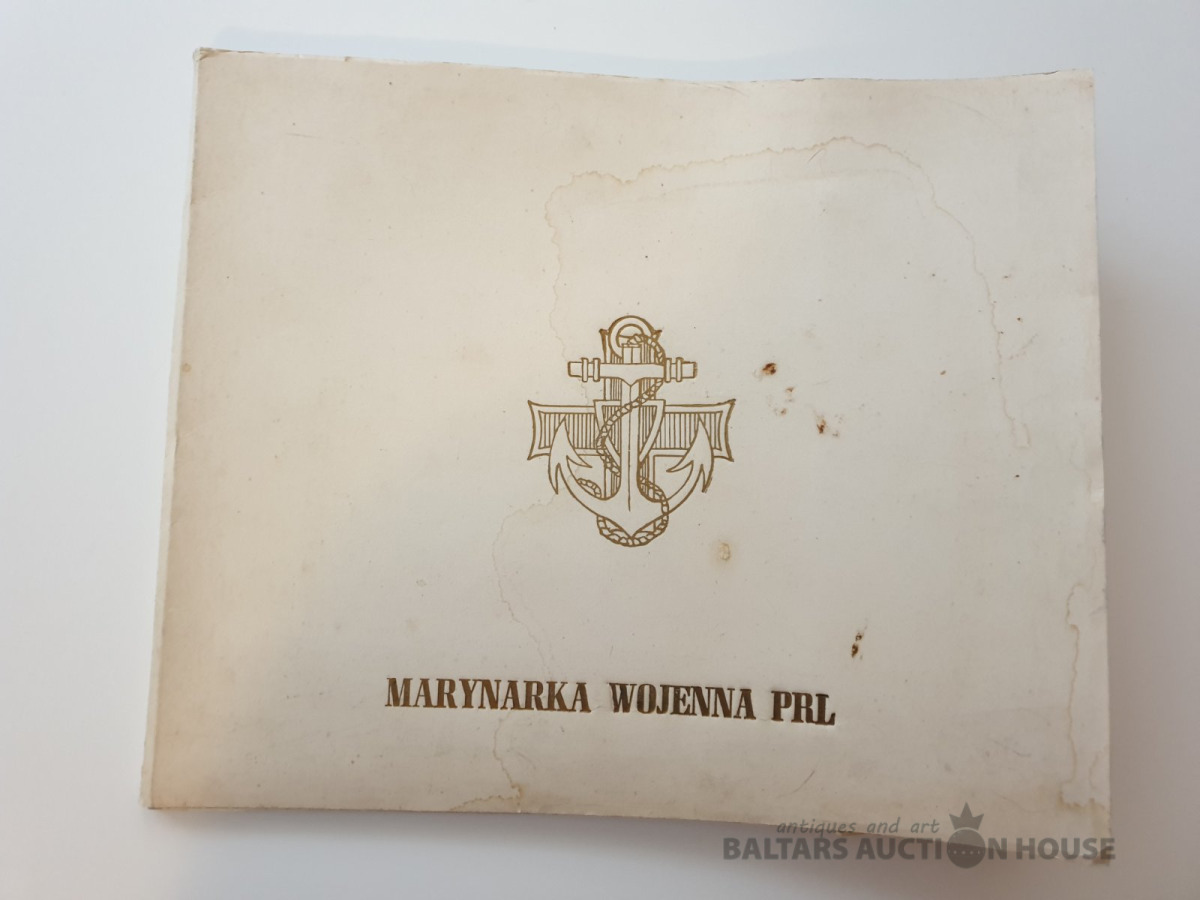 MARYNARKA WOJENNA PRL
antiques and art
BALTARS AUCTION HOUSE